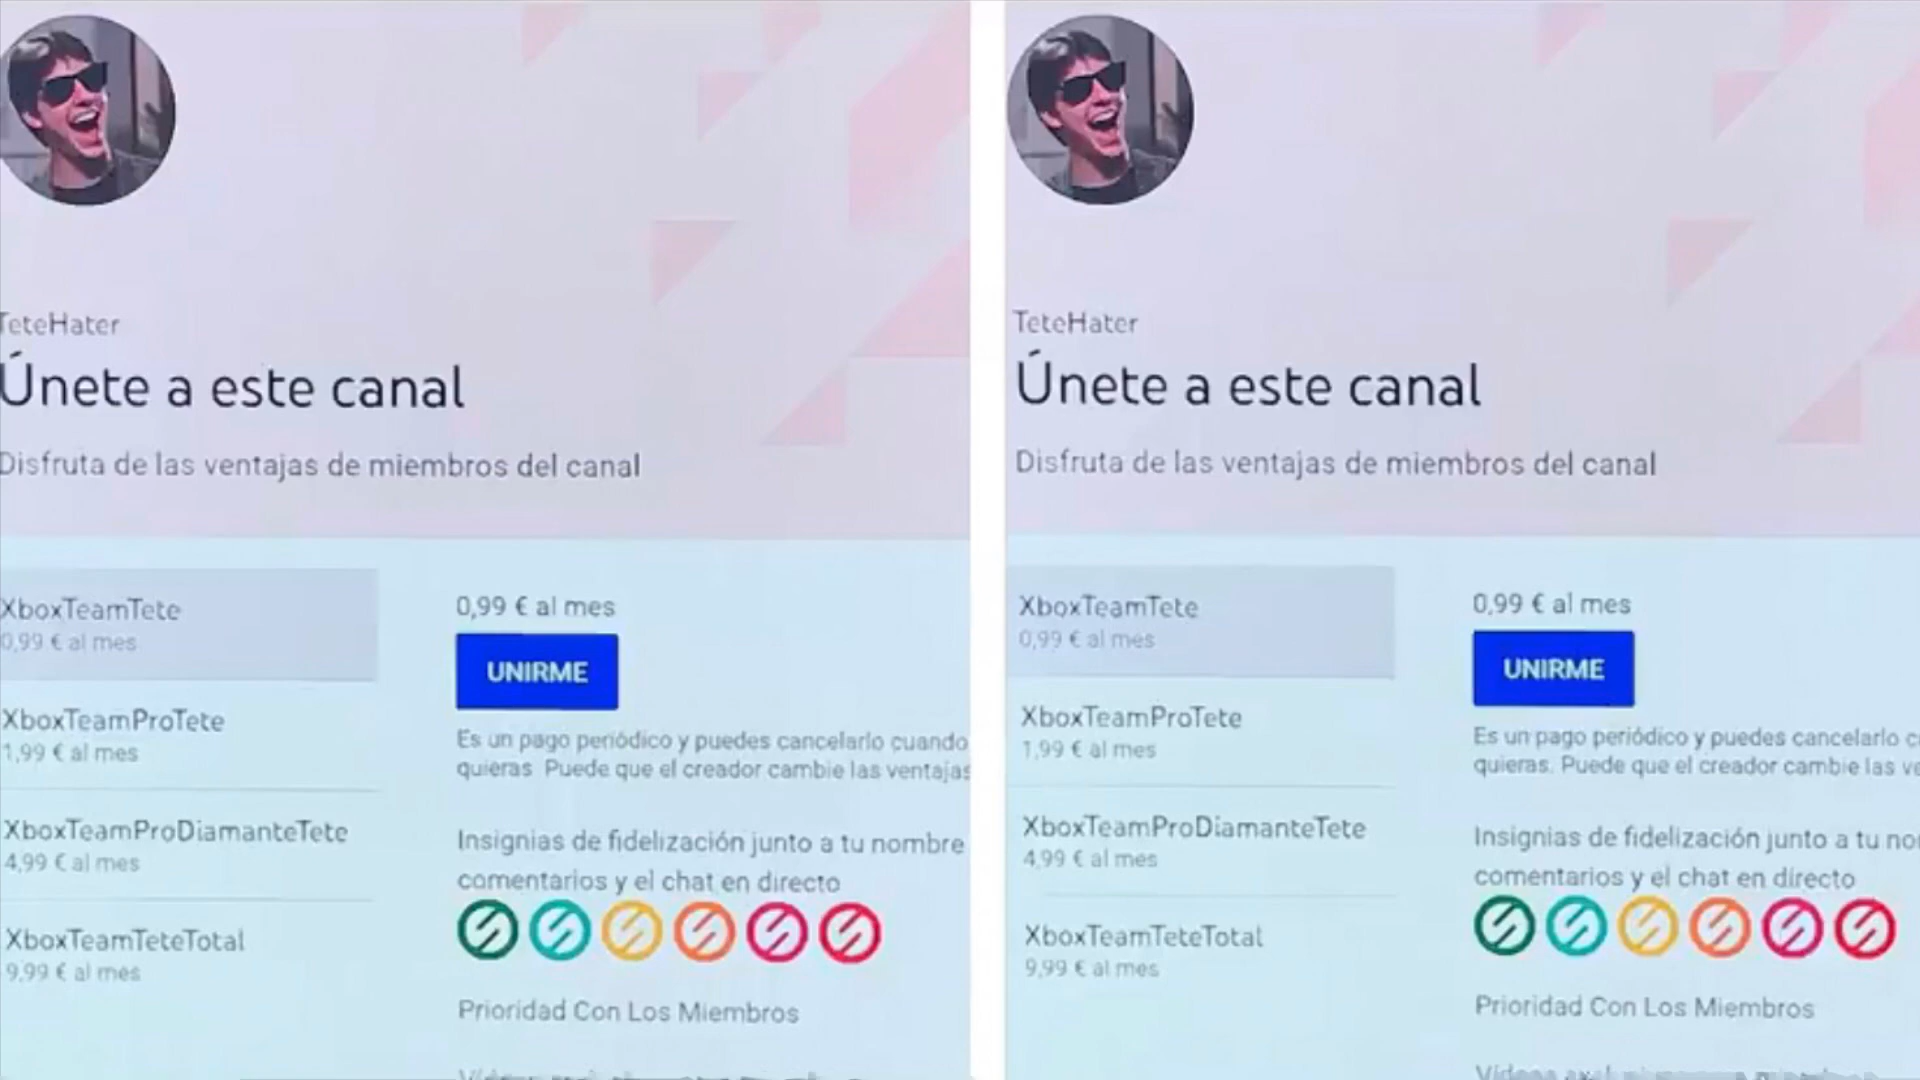 TeteHater
Únete a este canal
Disfruta de las ventajas de miembros del canal
XboxTeamTete
0,99 € al mes
XboxTeamProTete
1,99 € al mes
XboxTeamProDiamanteTete
4,99 € al mes
XboxTeamTeteTotal
9,99 € al mes
0,99 € al mes
UNIRME
Es un pago periódico y puedes cancelarlo cuando
quieras. Puede que el creador cambie las ventajas
Insignias de fidelización junto a tu nombre
comentarios y el chat en directo
Prioridad Con Los Miembros
TeteHater
Únete a este canal
Disfruta de las ventajas de miembros del canal
XboxTeamTete
0,99 € al mes
XboxTeamProTete
1,99 € al mes
XboxTeamProDiamanteTete
4,99 € al mes
XboxTeamTeteTotal
9,99 € al mes
0,99 € al mes
UNIRME
Es un pago periódico y puedes cancelarlo
quieras. Puede que el creador cambie las
Insignias de fidelización junto a tu
comentarios y el chat en directo
Prioridad Con Los Miembros